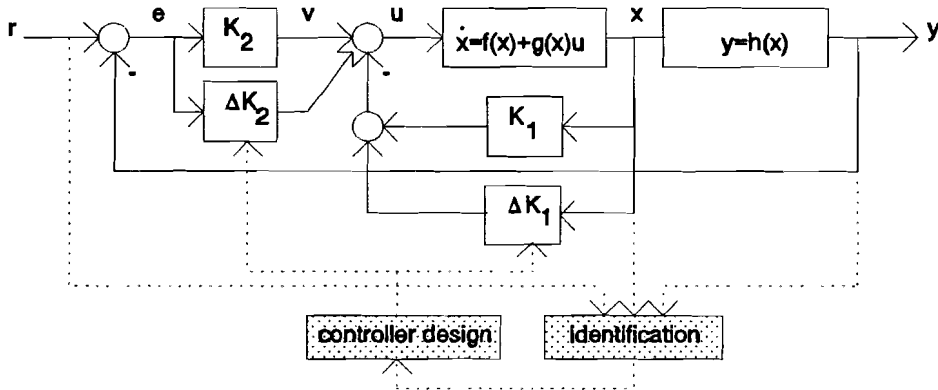 r e K₂ v u ẋ=f(x)+g(x)u x y=h(x) y
- -
ΔK₂
K₁
ΔK₁
controller design identification